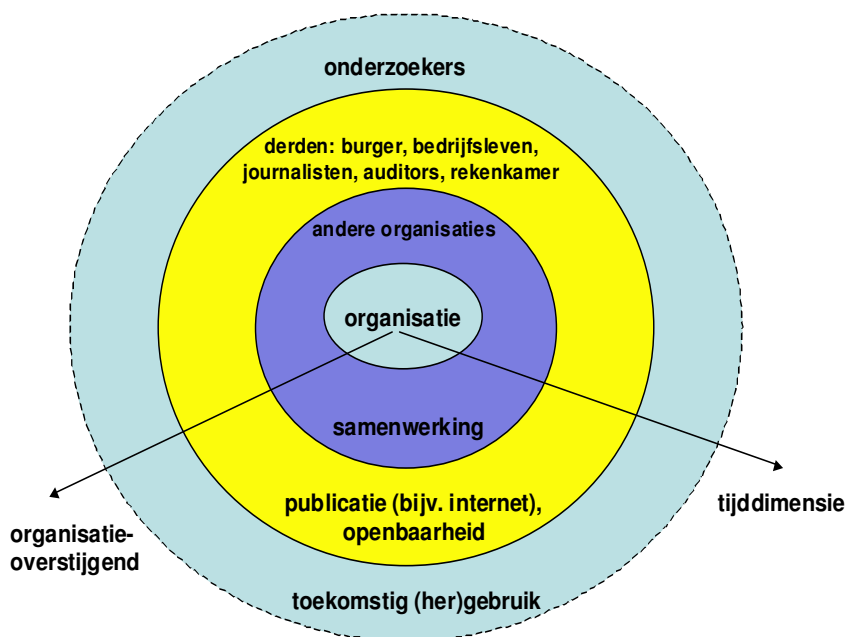 onderzoekers
derden: burger, bedrijfsleven,
journalisten, auditors, rekenkamer
andere organisaties
organisatie
samenwerking
publicatie (bijv. internet),
openbaarheid
tijddimensie
organisatie-
overstijgend
toekomstig (her)gebruik